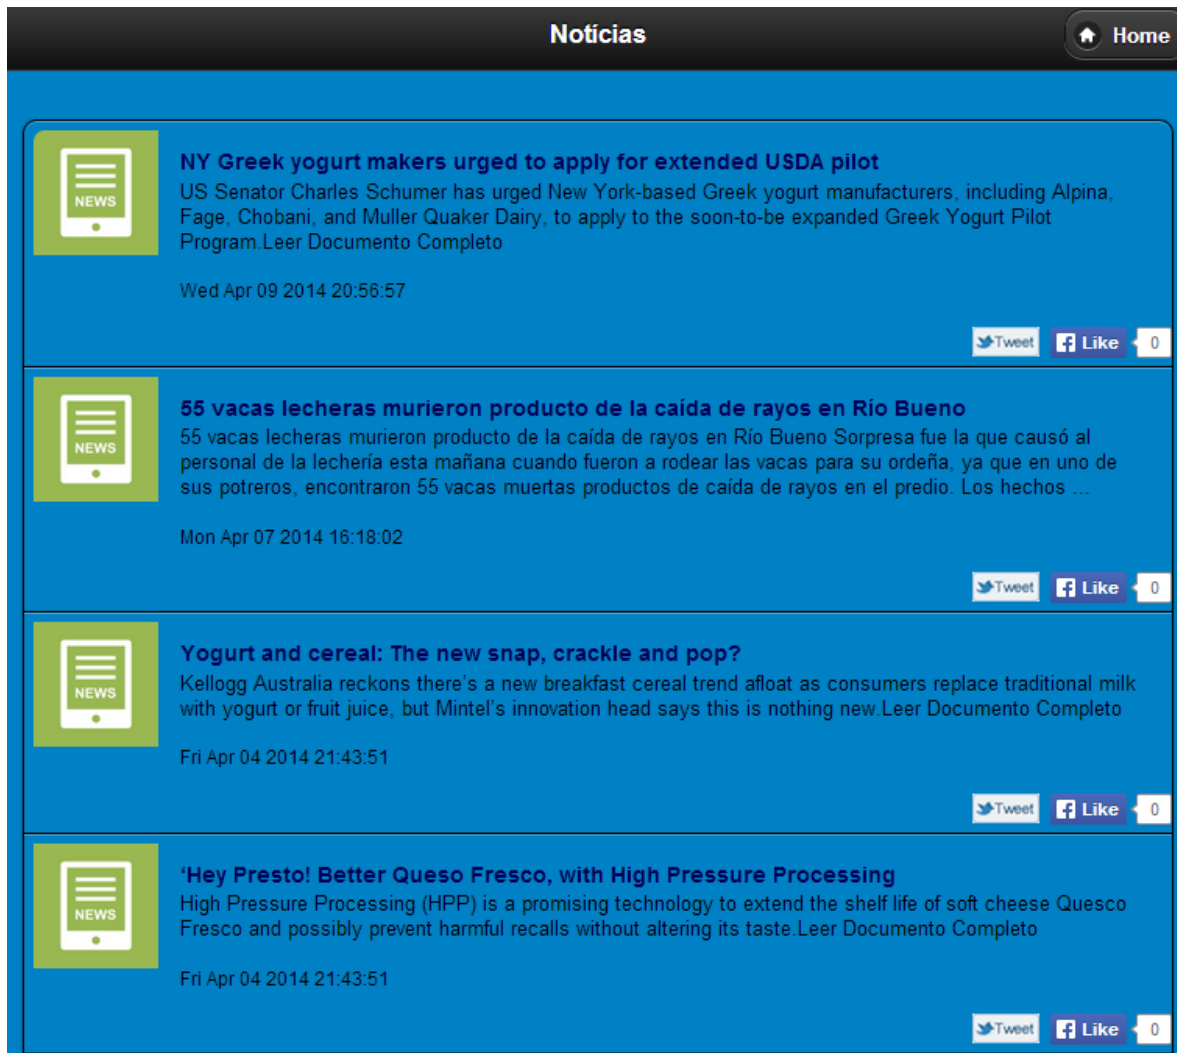 Notícias
Home
NEWS
NY Greek yogurt makers urged to apply for extended USDA pilot
US Senator Charles Schumer has urged New York-based Greek yogurt manufacturers, including Alpina,
Fage, Chobani, and Muller Quaker Dairy, to apply to the soon-to-be expanded Greek Yogurt Pilot
Program.Leer Documento Completo
Wed Apr 09 2014 20:56:57
Tweet
Like 0
NEWS
55 vacas lecheras murieron producto de la caída de rayos en Río Bueno
55 vacas lecheras murieron producto de la caída de rayos en Río Bueno Sorpresa fue la que causó al
personal de la lechería esta mañana cuando fueron a rodear las vacas para su ordeña, ya que en uno de
sus potreros, encontraron 55 vacas muertas productos de caída de rayos en el predio. Los hechos ...
Mon Apr 07 2014 16:18:02
Tweet
Like 0
NEWS
Yogurt and cereal: The new snap, crackle and pop?
Kellogg Australia reckons there's a new breakfast cereal trend afloat as consumers replace traditional milk
with yogurt or fruit juice, but Mintel's innovation head says this is nothing new.Leer Documento Completo
Fri Apr 04 2014 21:43:51
Tweet
Like 0
NEWS
‘Hey Presto! Better Queso Fresco, with High Pressure Processing
High Pressure Processing (HPP) is a promising technology to extend the shelf life of soft cheese Quesco
Fresco and possibly prevent harmful recalls without altering its taste.Leer Documento Completo
Fri Apr 04 2014 21:43:51
Tweet
Like 0